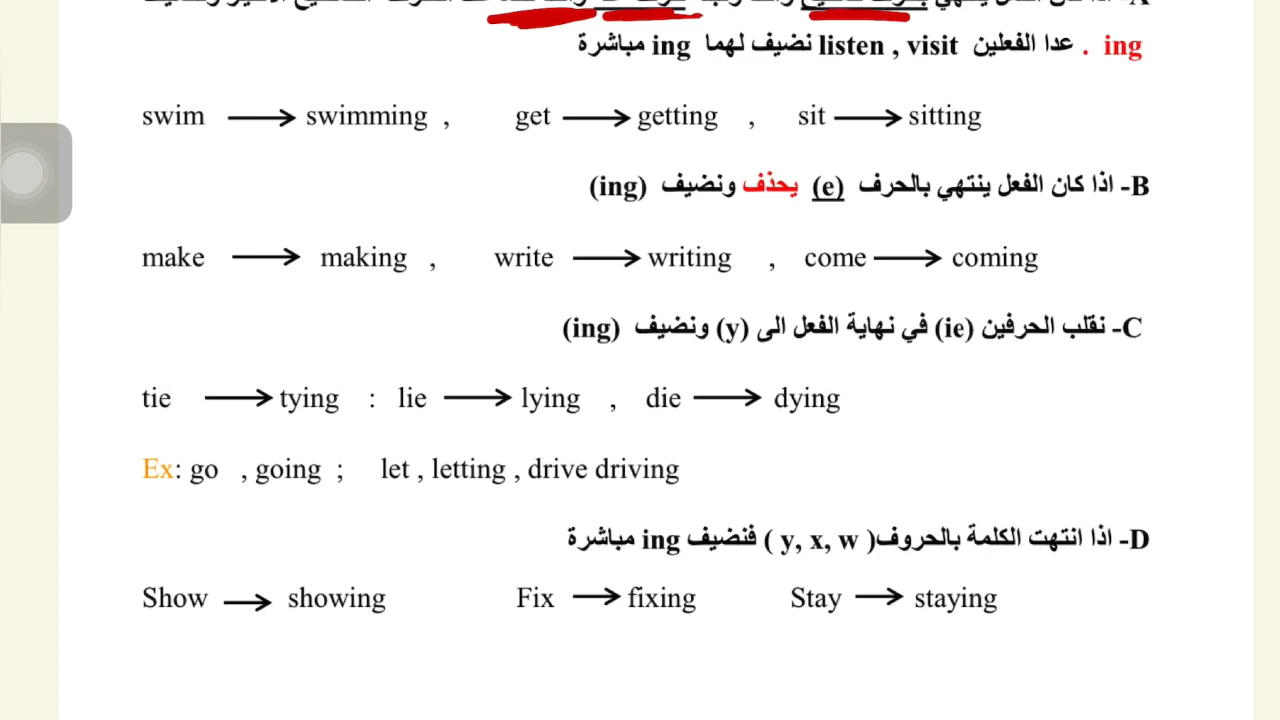 ing . عدا الفعلين listen , visit نضيف لهما ing مباشرة
swim → swimming , get → getting , sit → sitting
B- اذا كان الفعل ينتهي بالحرف (e) يحذف ونضيف (ing)
make → making , write → writing , come → coming
C- نقلب الحرفين (ie) في نهاية الفعل الى (y) ونضيف (ing)
tie → tying : lie → lying , die → dying
Ex: go , going ; let , letting , drive driving
D- اذا انتهت الكلمة بالحروف( y, x, w ) فنضيف ing مباشرة
Show → showing Fix → fixing Stay → staying